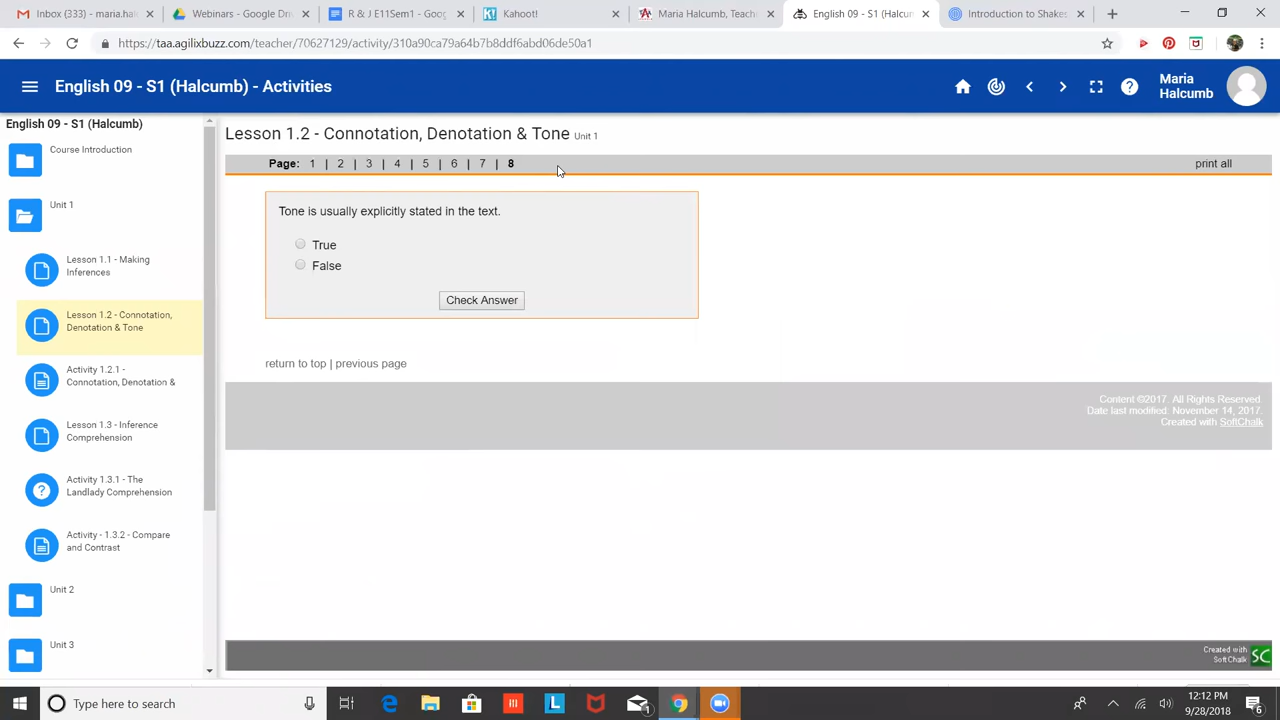 Inbox (323) - maria.hal
Webinars - Google Dri
R & J E11Sem1 - Goog
Kahoot!
Maria Halcumb, Teache
English 09 - S1 (Halcum
Introduction to Shakes
https://taa.agilixbuzz.com/teacher/70627129/activity/310a90ca79a64b7b8ddf6abd06de50a1
English 09 - S1 (Halcumb) - Activities
Maria
Halcumb
English 09 - S1 (Halcumb)
Course Introduction
Unit 1
Lesson 1.1 - Making
Inferences
Lesson 1.2 - Connotation,
Denotation & Tone
Activity 1.2.1 -
Connotation, Denotation &
Lesson 1.3 - Inference
Comprehension
Activity 1.3.1 - The
Landlady Comprehension
Activity - 1.3.2 - Compare
and Contrast
Unit 2
Unit 3
Lesson 1.2 - Connotation, Denotation & Tone Unit 1
Page: 1 | 2 | 3 | 4 | 5 | 6 | 7 | 8
print all
Tone is usually explicitly stated in the text.
True
False
Check Answer
return to top | previous page
Content ©2017. All Rights Reserved.
Date last modified: November 14, 2017.
Created with SoftChalk
Created with
SoftChalk
SC
Type here to search
12:12 PM
9/28/2018